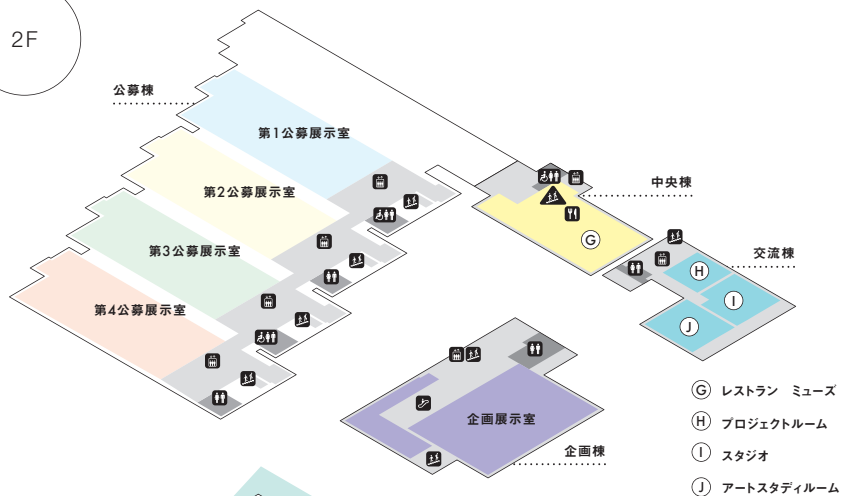 2F
公募棟
第1公募展示室
第2公募展示室
第3公募展示室
第4公募展示室
中央棟
G
交流棟
H
I
J
企画展示室
企画棟
G レストラン ミューズ
H プロジェクトルーム
I スタジオ
J アートスタディルーム